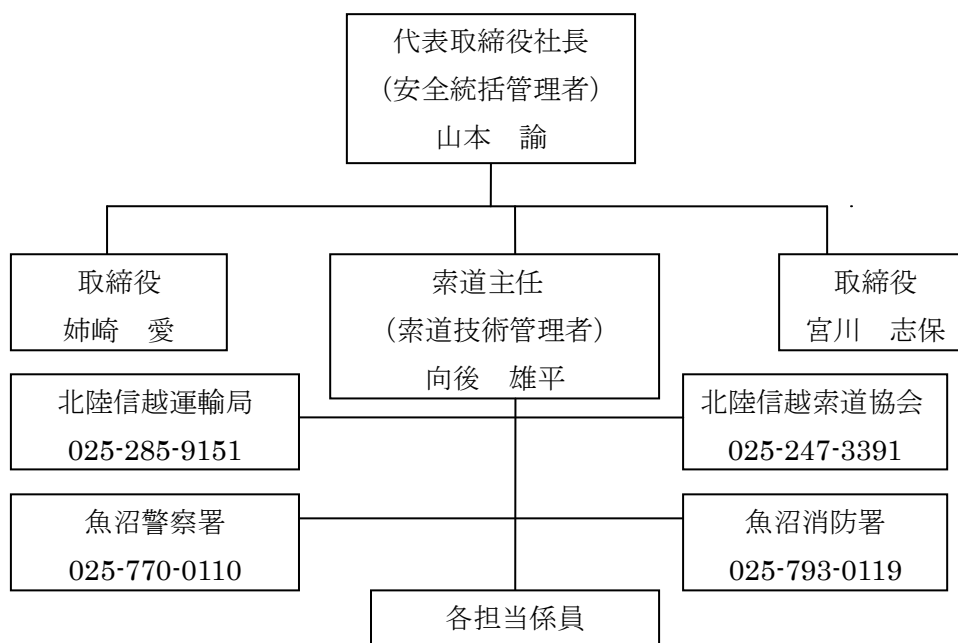 代表取締役社長
(安全統括管理者)
山本　諭
取締役
姉崎　愛
索道主任
(索道技術管理者)
向後　雄平
取締役
宮川　志保
北陸信越運輸局
025-285-9151
北陸信越索道協会
025-247-3391
魚沼警察署
025-770-0110
魚沼消防署
025-793-0119
各担当係員